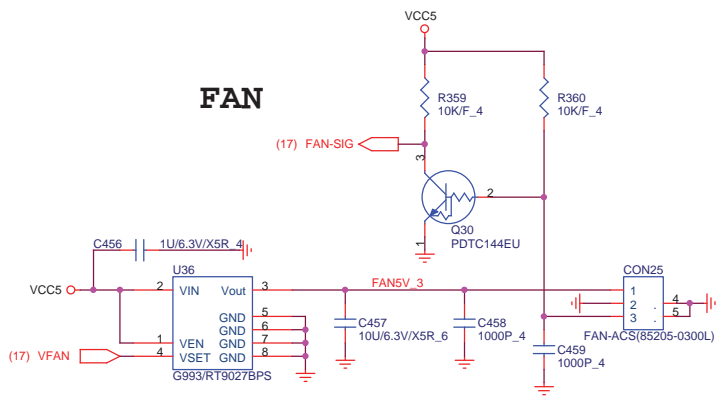 VCC5
FAN
R359
10K/F_4
R360
10K/F_4
(17) FAN-SIG
3
2
1
Q30
PDTC144EU
C456
1U/6.3V/X5R_4
U36
VCC5
2
VIN
Vout
3
FAN5V_3
CON25
1
2
3
4
5
GND
5
GND
6
GND
7
GND
8
1
VEN
(17) VFAN
4
VSET
G993/RT9027BPS
C457
10U/6.3V/X5R_6
C458
1000P_4
FAN-ACS(85205-0300L)
C459
1000P_4